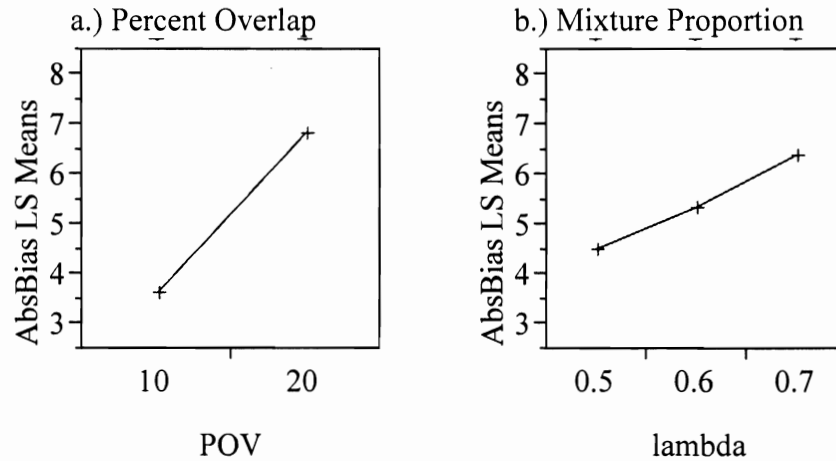 a.) Percent Overlap
AbsBias LS Means
8
7
6
5
4
3
10 20
POV
b.) Mixture Proportion
AbsBias LS Means
8
7
6
5
4
3
0.5 0.6 0.7
lambda